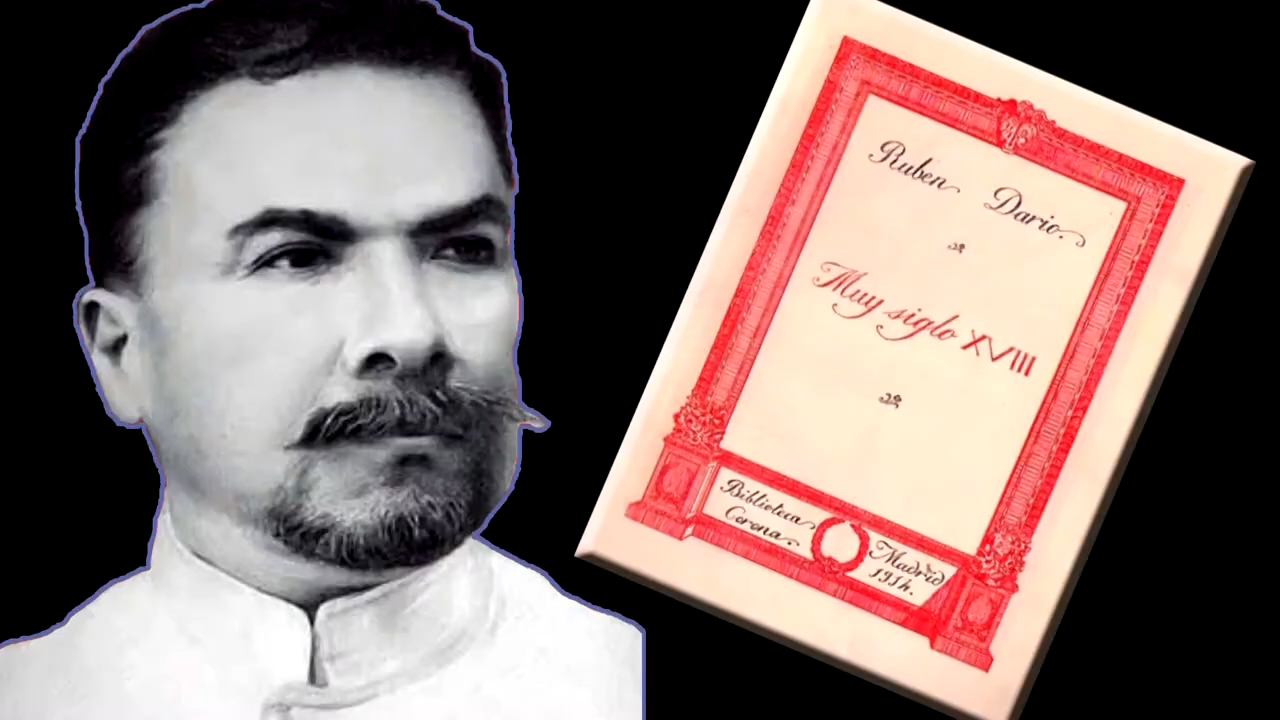 Ruben Dario.
Muy siglo XVIII
Biblioteca
Corona
Madrid
1914.